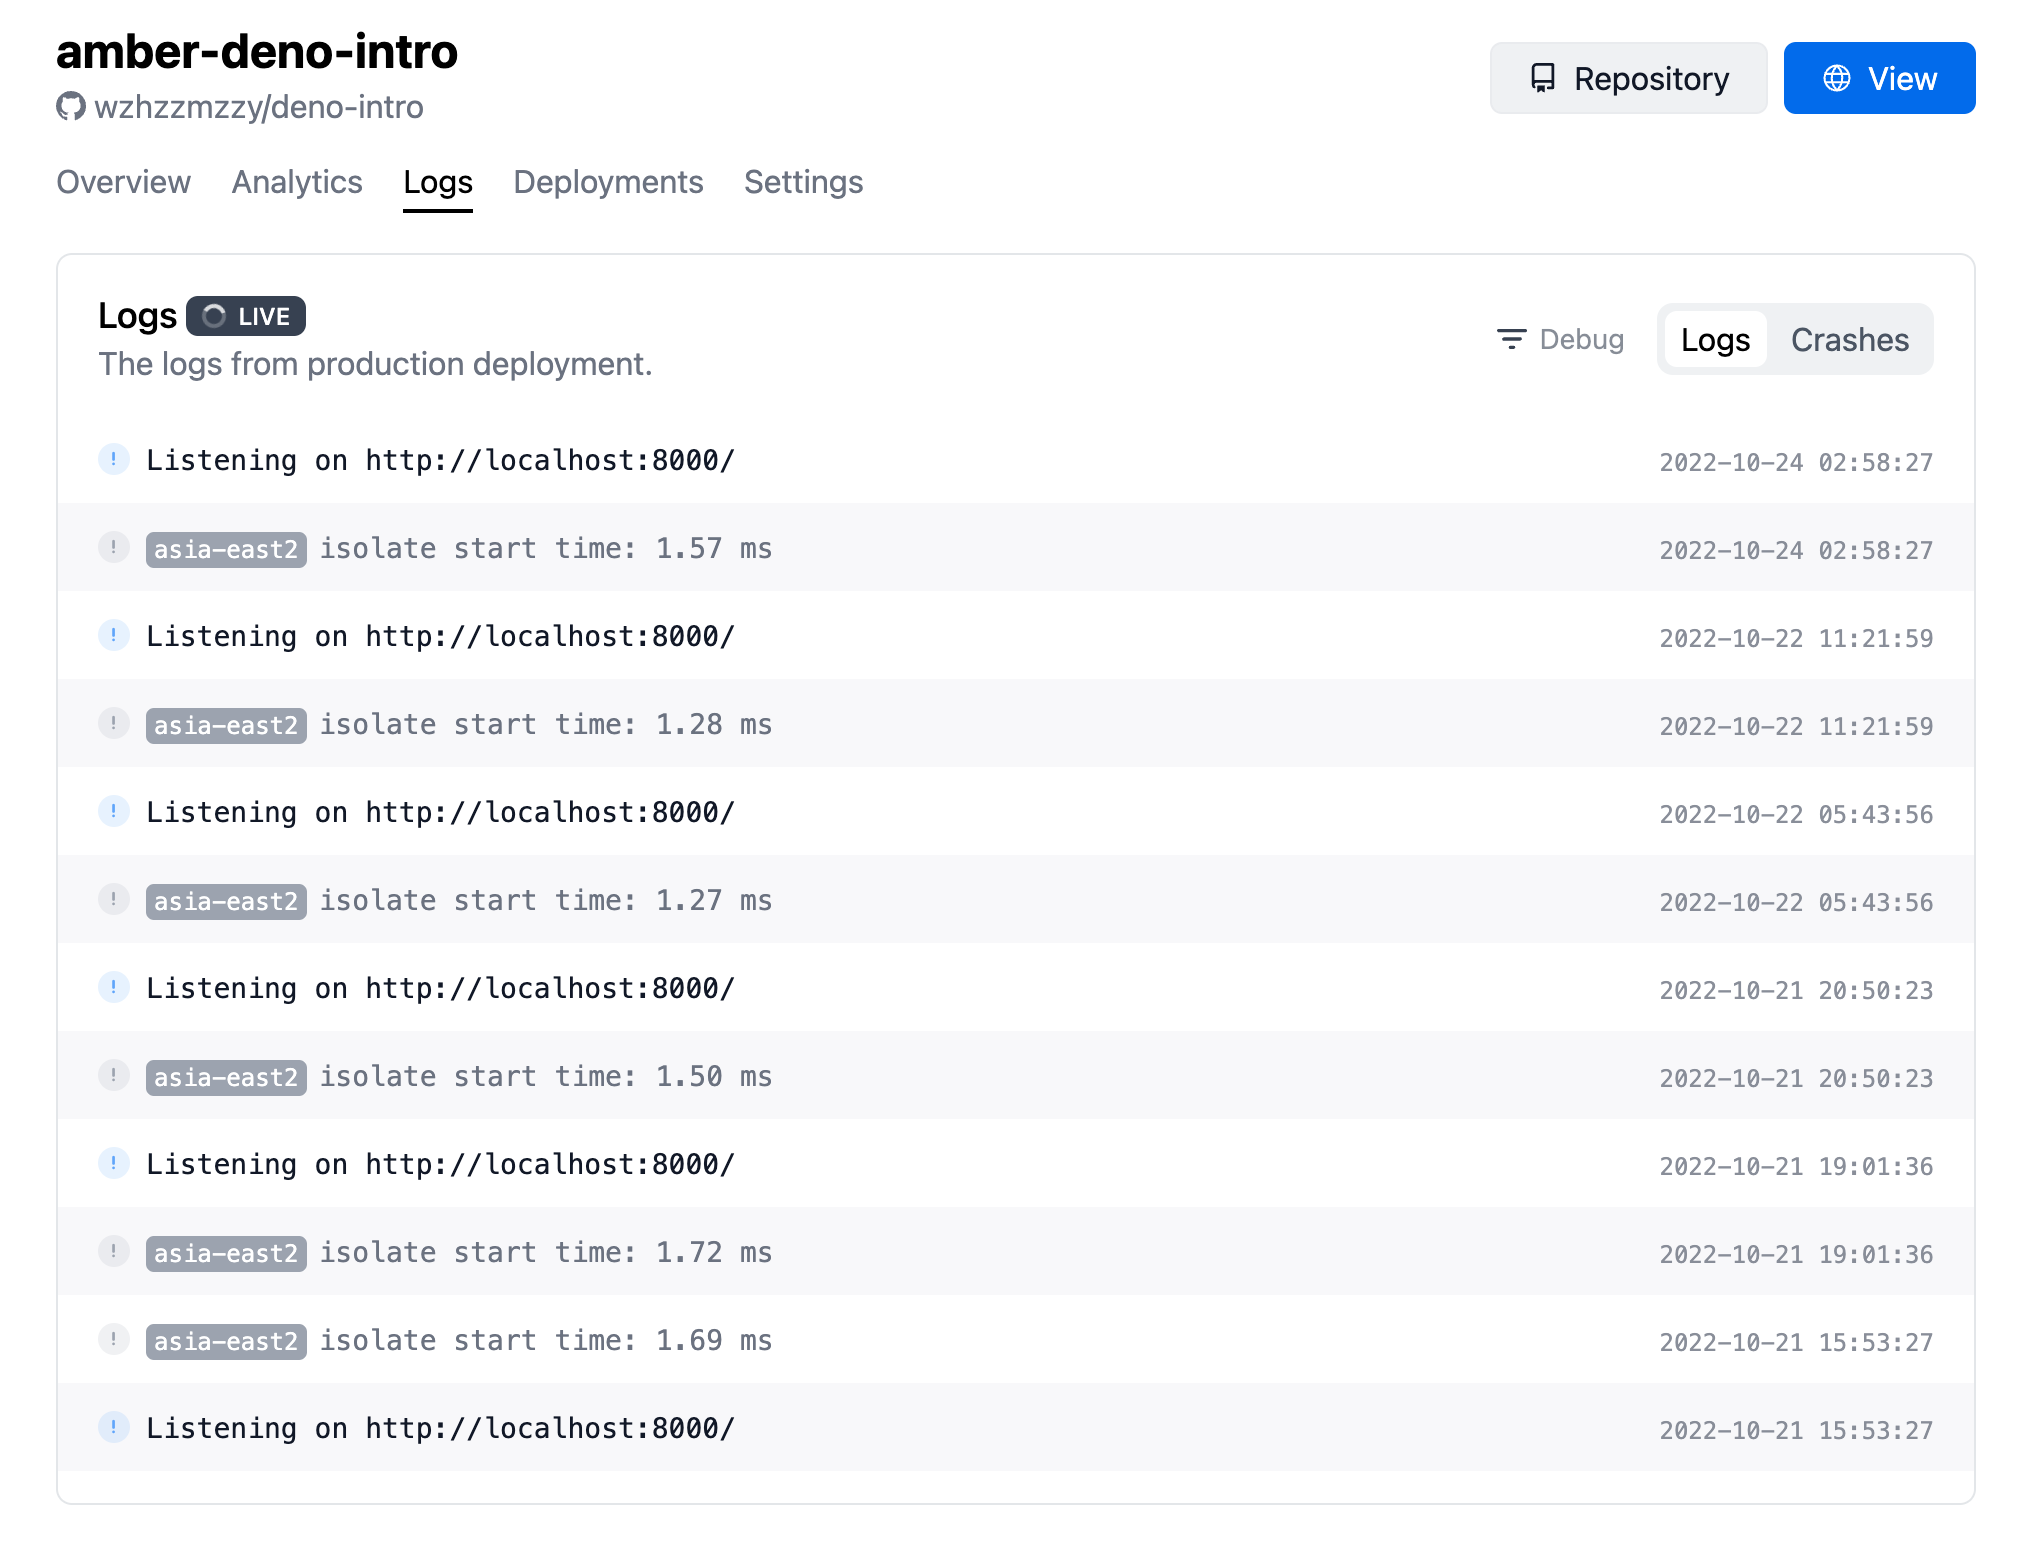 amber-deno-intro
wzhzzmzzy/deno-intro
Repository
View
Overview Analytics Logs Deployments Settings
Logs LIVE
The logs from production deployment.
Debug Logs Crashes
Listening on http://localhost:8000/ 2022-10-24 02:58:27
asia-east2 isolate start time: 1.57 ms 2022-10-24 02:58:27
Listening on http://localhost:8000/ 2022-10-22 11:21:59
asia-east2 isolate start time: 1.28 ms 2022-10-22 11:21:59
Listening on http://localhost:8000/ 2022-10-22 05:43:56
asia-east2 isolate start time: 1.27 ms 2022-10-22 05:43:56
Listening on http://localhost:8000/ 2022-10-21 20:50:23
asia-east2 isolate start time: 1.50 ms 2022-10-21 20:50:23
Listening on http://localhost:8000/ 2022-10-21 19:01:36
asia-east2 isolate start time: 1.72 ms 2022-10-21 19:01:36
asia-east2 isolate start time: 1.69 ms 2022-10-21 15:53:27
Listening on http://localhost:8000/ 2022-10-21 15:53:27